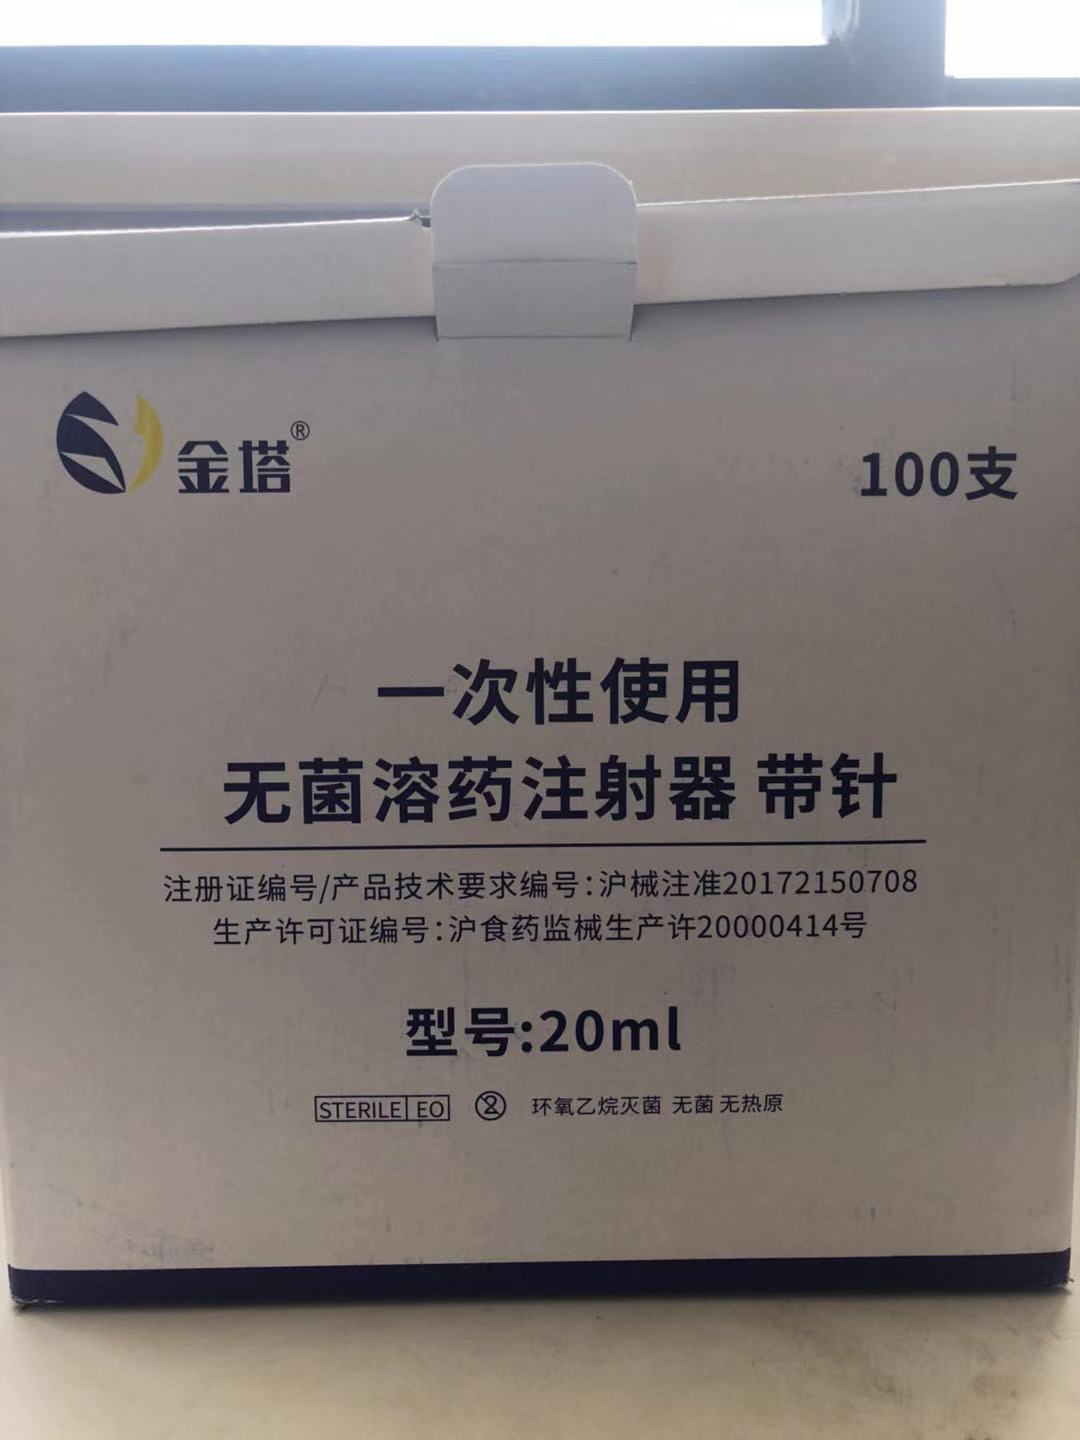 金塔®
100支
一次性使用
无菌溶药注射器 带针
注册证编号/产品技术要求编号:沪械注准20172150708
生产许可证编号:沪食药监械生产许20000414号
型号:20ml
STERILE EO 2 环氧乙烷灭菌 无菌 无热原